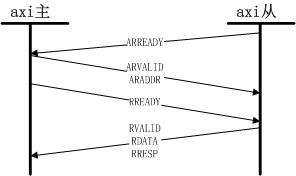 axi主 axi从
ARREADY
ARVALID
ARADDR
RREADY
RVALID
RDATA
RRESP